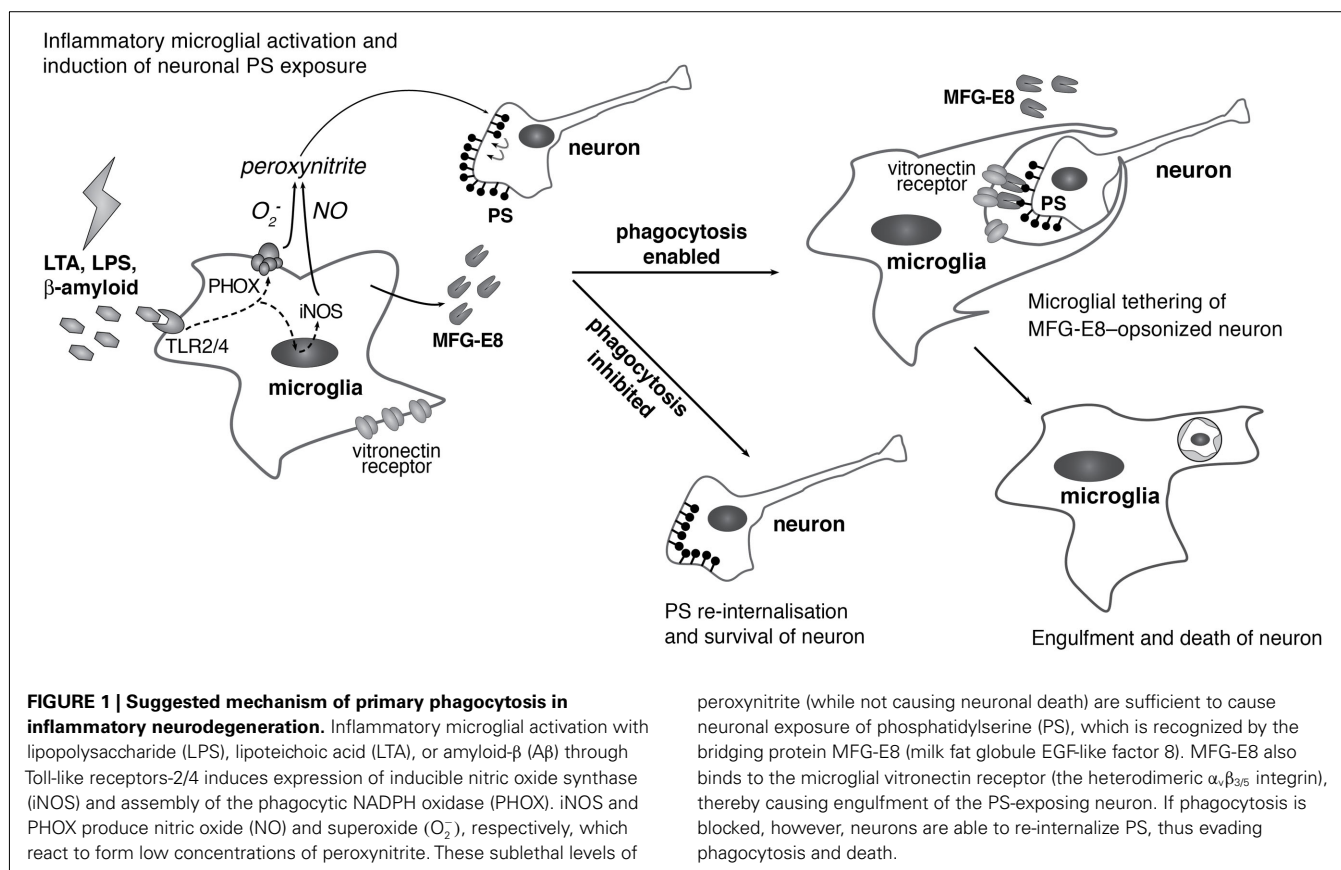 Inflammatory microglial activation and
induction of neuronal PS exposure
peroxynitrite
O₂⁻ NO
neuron
PS
LTA, LPS,
β-amyloid
PHOX
iNOS
TLR2/4
microglia
MFG-E8
vitronectin
receptor
phagocytosis
enabled
phagocytosis
inhibited
MFG-E8
vitronectin
receptor
neuron
PS
microglia
Microglial tethering of
MFG-E8–opsonized neuron
neuron
PS re-internalisation
and survival of neuron
microglia
Engulfment and death of neuron
FIGURE 1 | Suggested mechanism of primary phagocytosis in
inflammatory neurodegeneration. Inflammatory microglial activation with
lipopolysaccharide (LPS), lipoteichoic acid (LTA), or amyloid-β (Aβ) through
Toll-like receptors-2/4 induces expression of inducible nitric oxide synthase
(iNOS) and assembly of the phagocytic NADPH oxidase (PHOX). iNOS and
PHOX produce nitric oxide (NO) and superoxide (O₂⁻), respectively, which
react to form low concentrations of peroxynitrite. These sublethal levels of
peroxynitrite (while not causing neuronal death) are sufficient to cause
neuronal exposure of phosphatidylserine (PS), which is recognized by the
bridging protein MFG-E8 (milk fat globule EGF-like factor 8). MFG-E8 also
binds to the microglial vitronectin receptor (the heterodimeric αᵥβ₃/₅ integrin),
thereby causing engulfment of the PS-exposing neuron. If phagocytosis is
blocked, however, neurons are able to re-internalize PS, thus evading
phagocytosis and death.